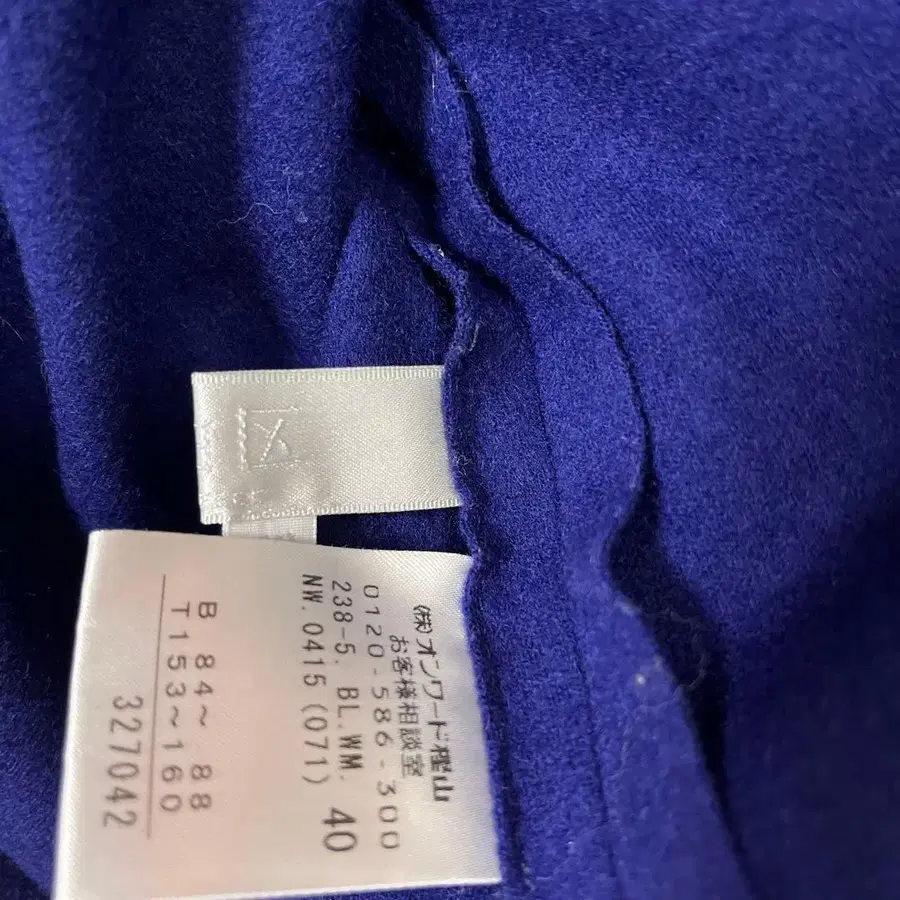 (株)オンワード樫山
お客様相談室
0120-586-300
238-5. BL.WM. 40
NW.0415(071)
B 84～ 88
T153～160
327042